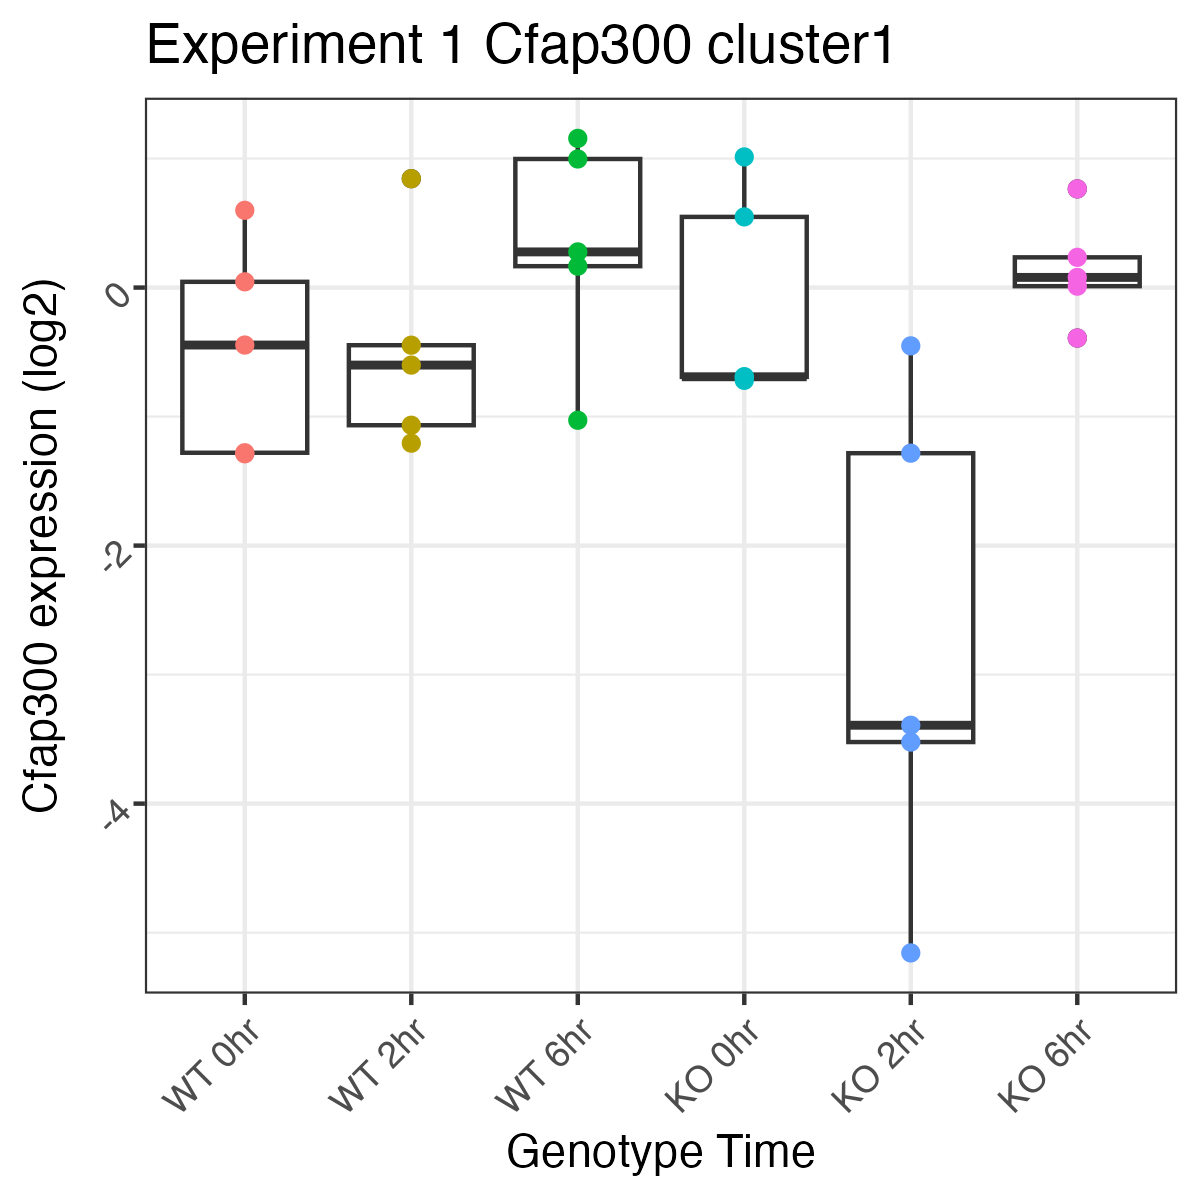 Experiment 1 Cfap300 cluster1
Cfap300 expression (log2)
0
-2
-4
WT 0hr
WT 2hr
WT 6hr
KO 0hr
KO 2hr
KO 6hr
Genotype Time